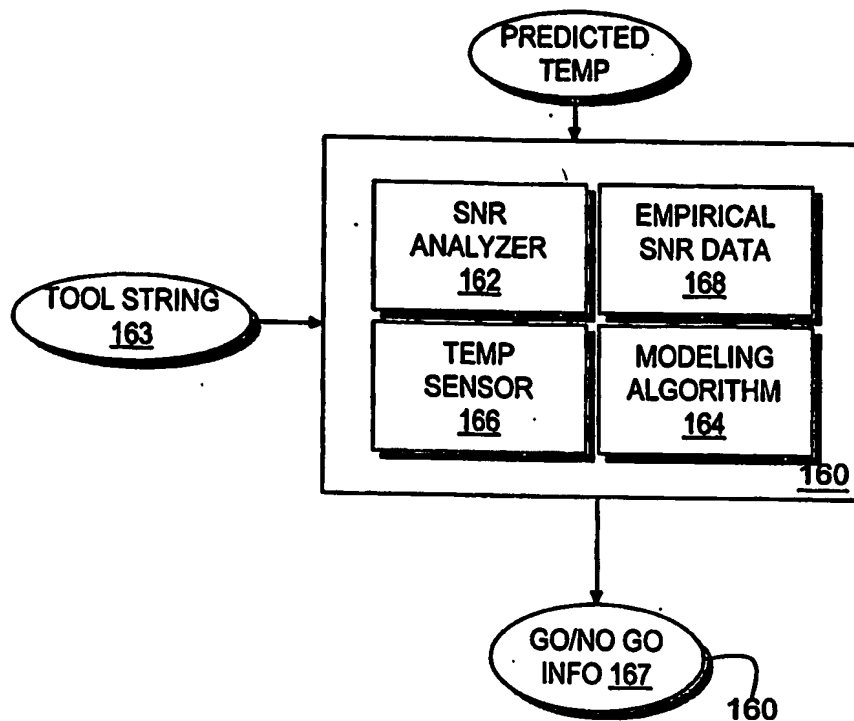 PREDICTED
TEMP
SNR
ANALYZER
162
EMPIRICAL
SNR DATA
168
TOOL STRING
163
TEMP
SENSOR
166
MODELING
ALGORITHM
164
160
GO/NO GO
INFO 167
160